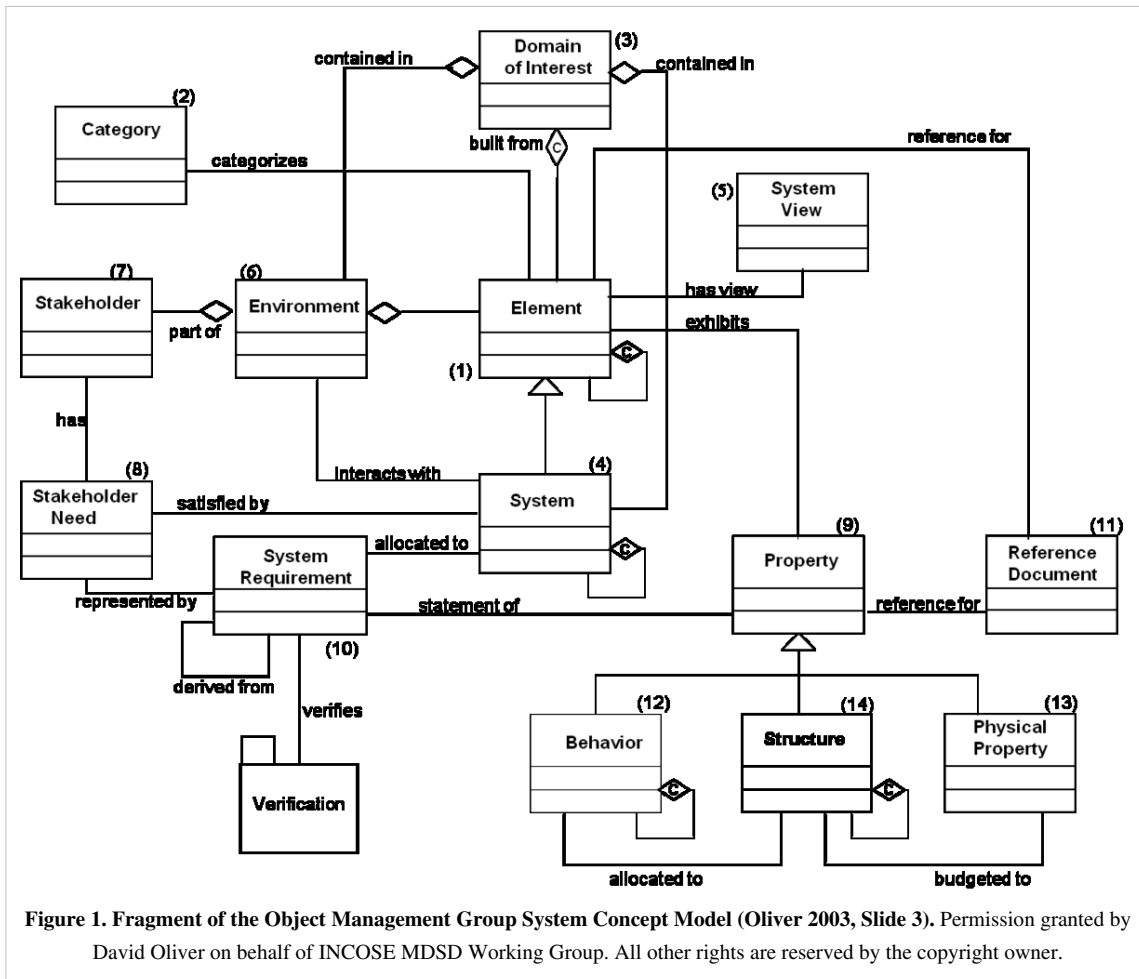 (3)
Domain
of Interest
contained in
contained in
(2)
Category
built from
C
reference for
categorizes
(5)
System
View
(7)
Stakeholder
(6)
Environment
Element
has view
part of
exhibits
C
(1)
has
(8)
Stakeholder
Need
interacts with
(4)
System
satisfied by
allocated to
C
System
Requirement
(9)
Property
(11)
Reference
Document
represented by
statement of
reference for
(10)
derived from
verifies
Verification
(12)
Behavior
C
(14)
Structure
C
(13)
Physical
Property
allocated to
budgeted to
Figure 1. Fragment of the Object Management Group System Concept Model (Oliver 2003, Slide 3). Permission granted by
David Oliver on behalf of INCOSE MDSD Working Group. All other rights are reserved by the copyright owner.